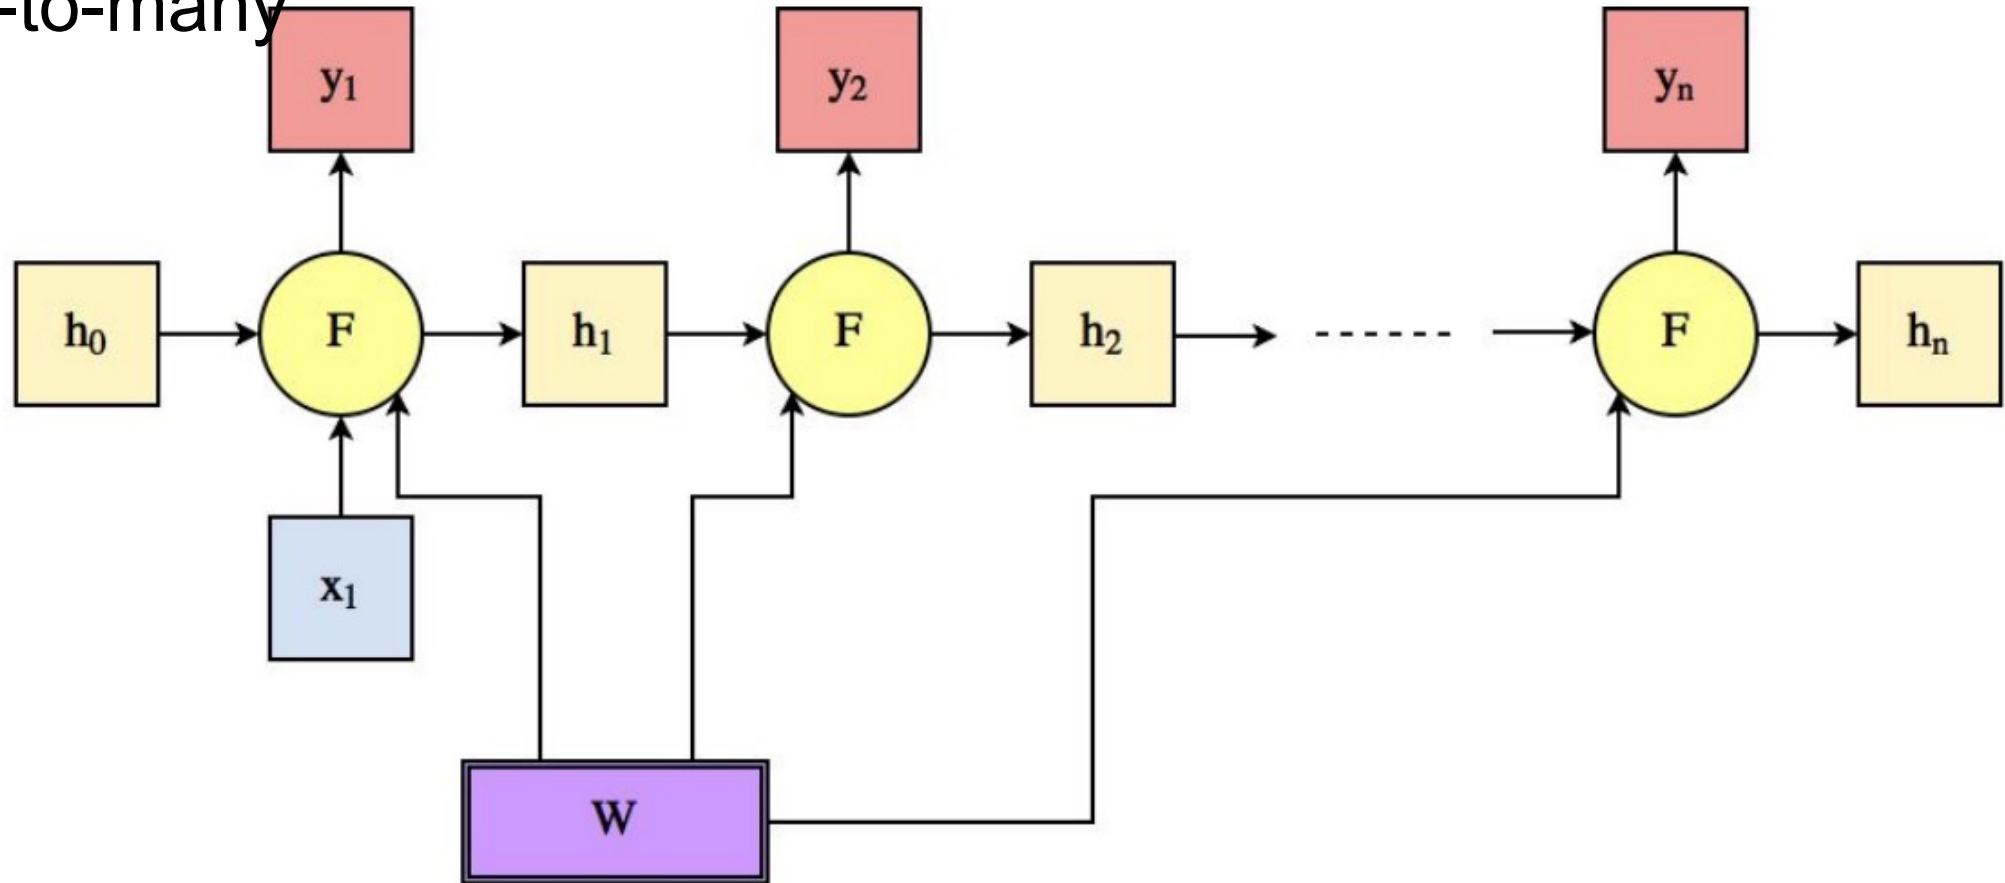 -to-many
y₁ y₂ yₙ
h₀ F h₁ F h₂ F hₙ
x₁
W